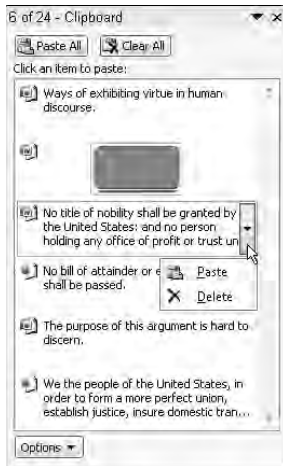 6 of 24 - Clipboard
Paste All Clear All
Click an item to paste:
Ways of exhibiting virtue in human
discourse.
No title of nobility shall be granted by
the United States: and no person
holding any office of profit or trust un
No bill of attainder or e
shall be passed.
Paste
Delete
The purpose of this argument is hard to
discern.
We the people of the United States, in
order to form a more perfect union,
establish justice, insure domestic tran...
Options